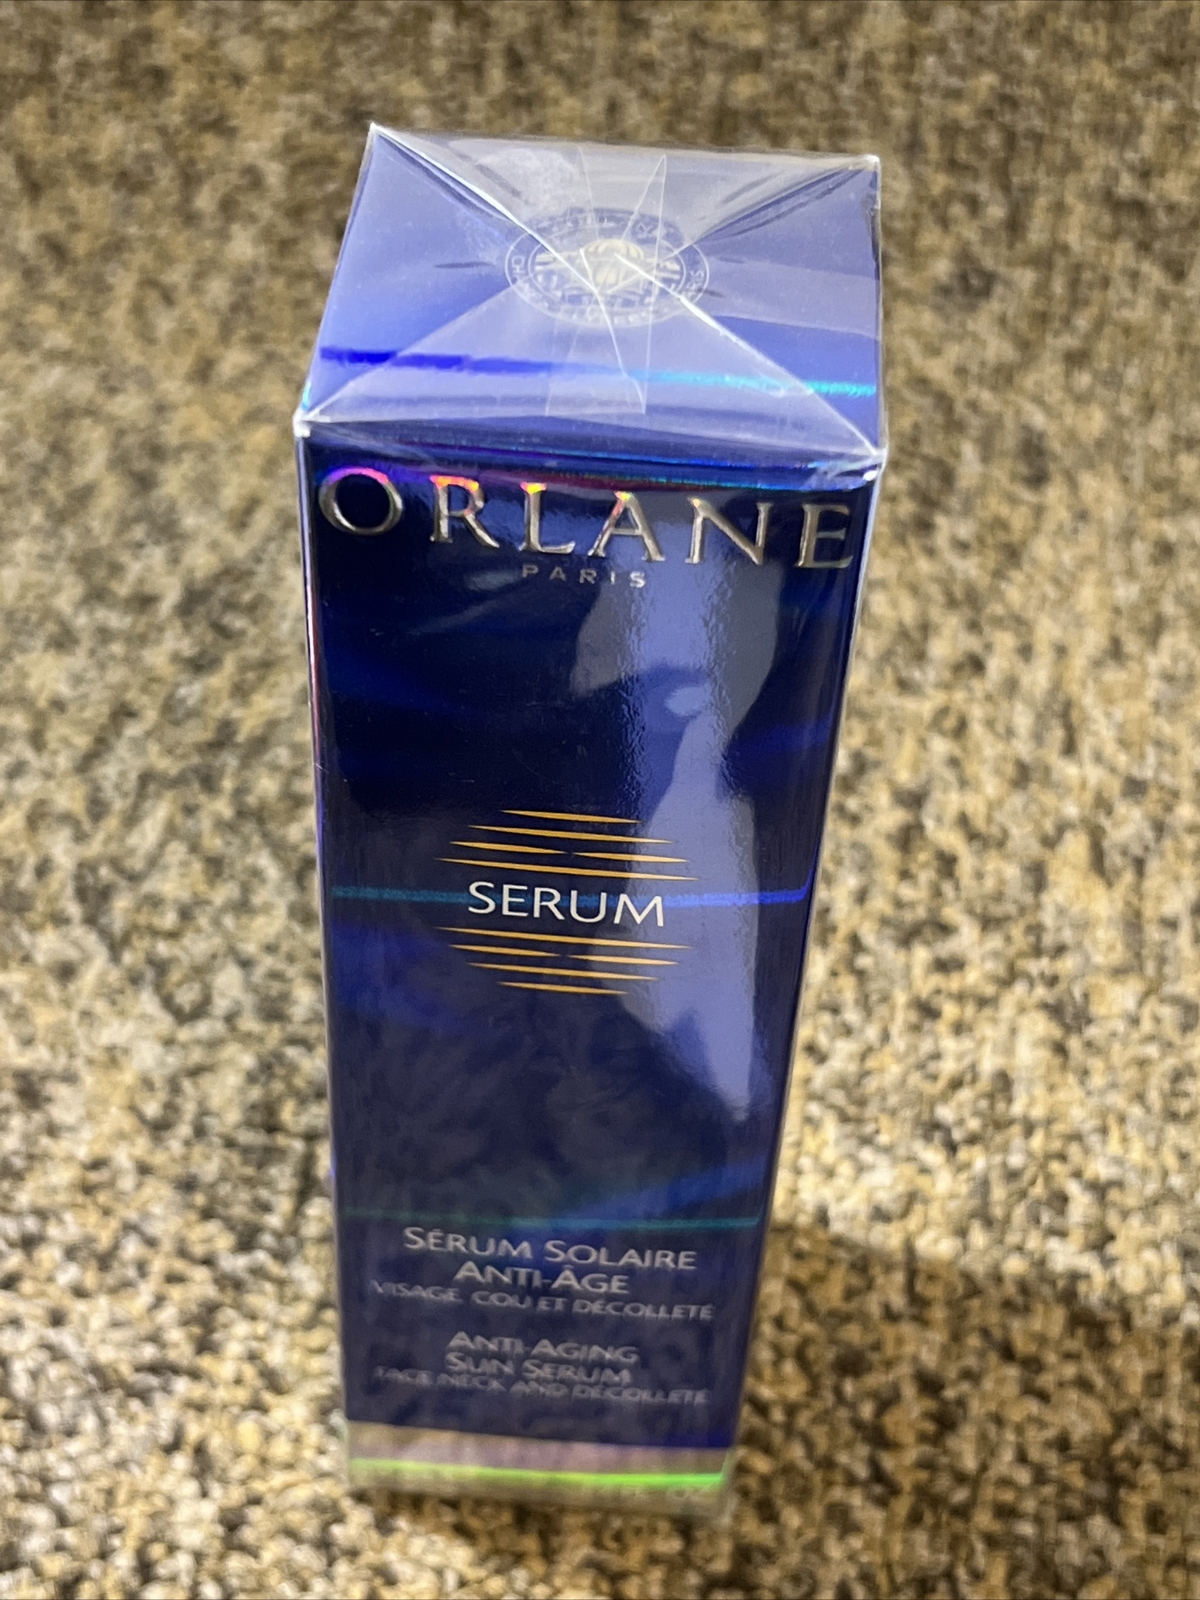 ORLANE
PARIS
SERUM
SÉRUM SOLAIRE
ANTI-ÂGE
VISAGE, COU ET DÉCOLLETÉ
ANTI-AGING
SUN SERUM
FACE, NECK AND DÉCOLLETÉ